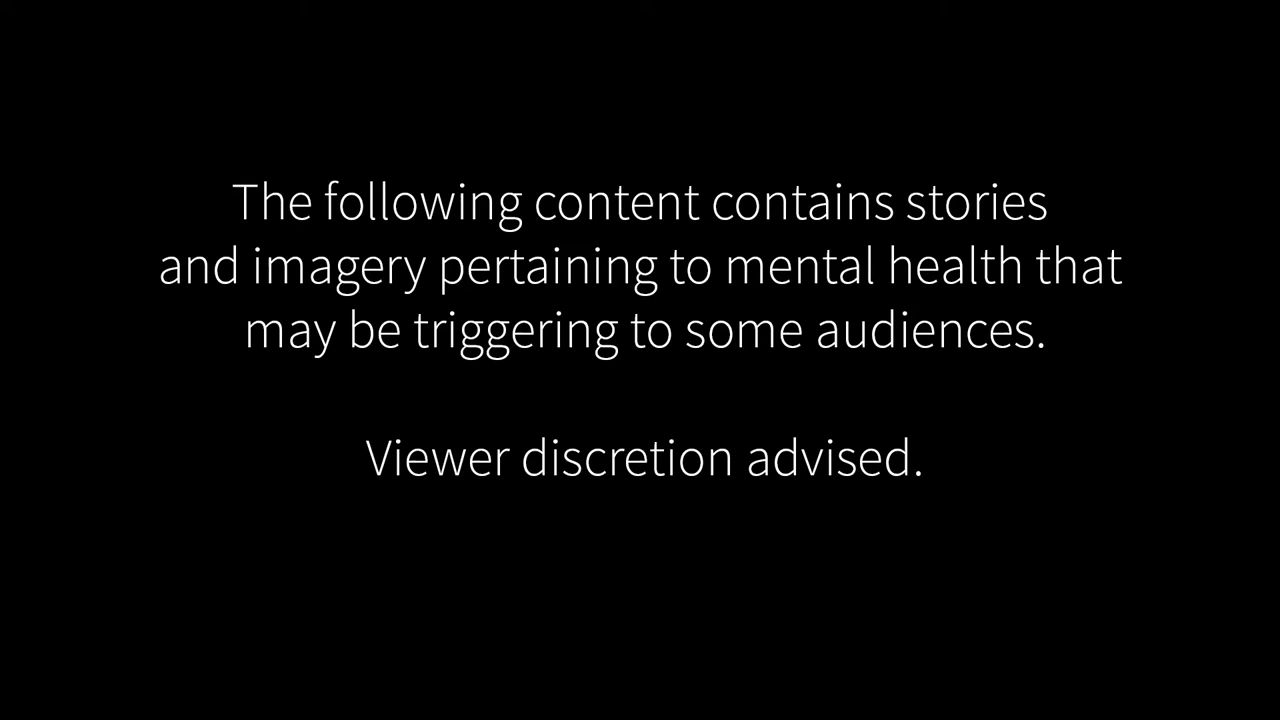 The following content contains stories
and imagery pertaining to mental health that
may be triggering to some audiences.
Viewer discretion advised.